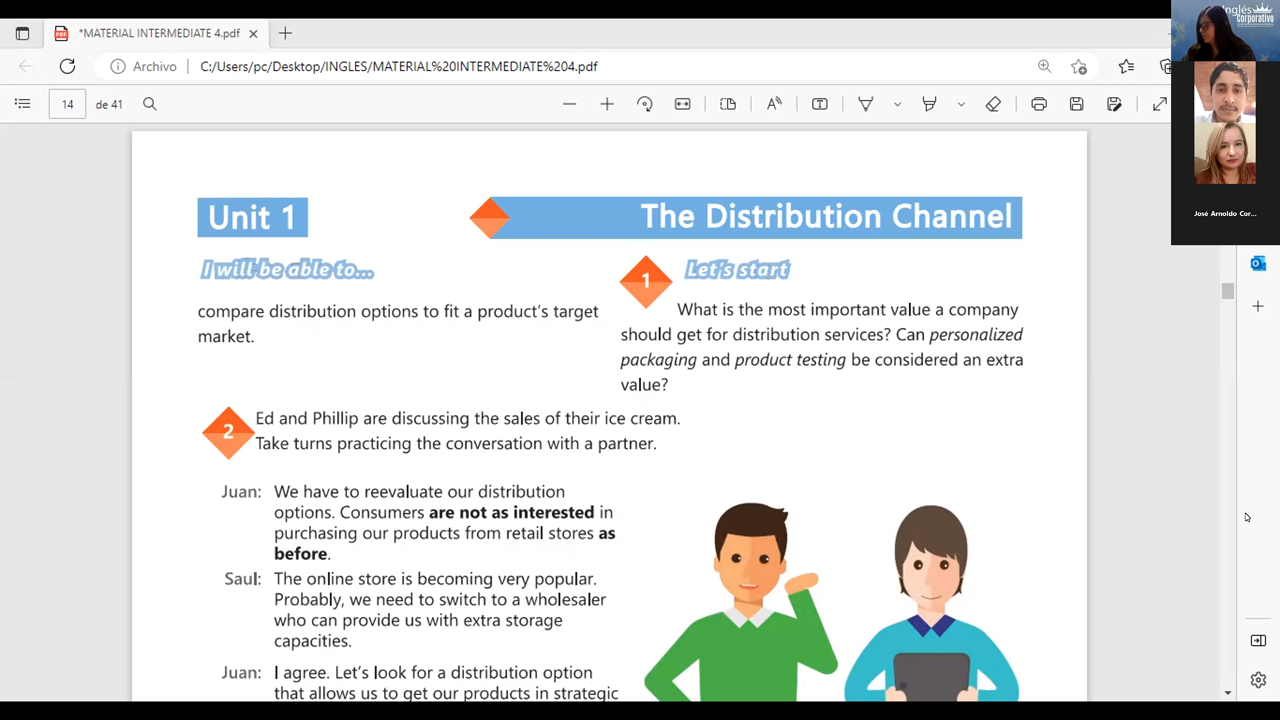 *MATERIAL INTERMEDIATE 4.pdf
Archivo
C:/Users/pc/Desktop/INGLES/MATERIAL%20INTERMEDIATE%204.pdf
14 de 41
Inglés
Corporativo
José Arnoldo Cor...
Unit 1
The Distribution Channel
I will be able to...
compare distribution options to fit a product's target
market.
1
Let's start
What is the most important value a company
should get for distribution services? Can personalized
packaging and product testing be considered an extra
value?
2
Ed and Phillip are discussing the sales of their ice cream.
Take turns practicing the conversation with a partner.
Juan: We have to reevaluate our distribution
options. Consumers are not as interested in
purchasing our products from retail stores as
before.
Saul: The online store is becoming very popular.
Probably, we need to switch to a wholesaler
who can provide us with extra storage
capacities.
Juan: I agree. Let's look for a distribution option
that allows us to get our products in strategic